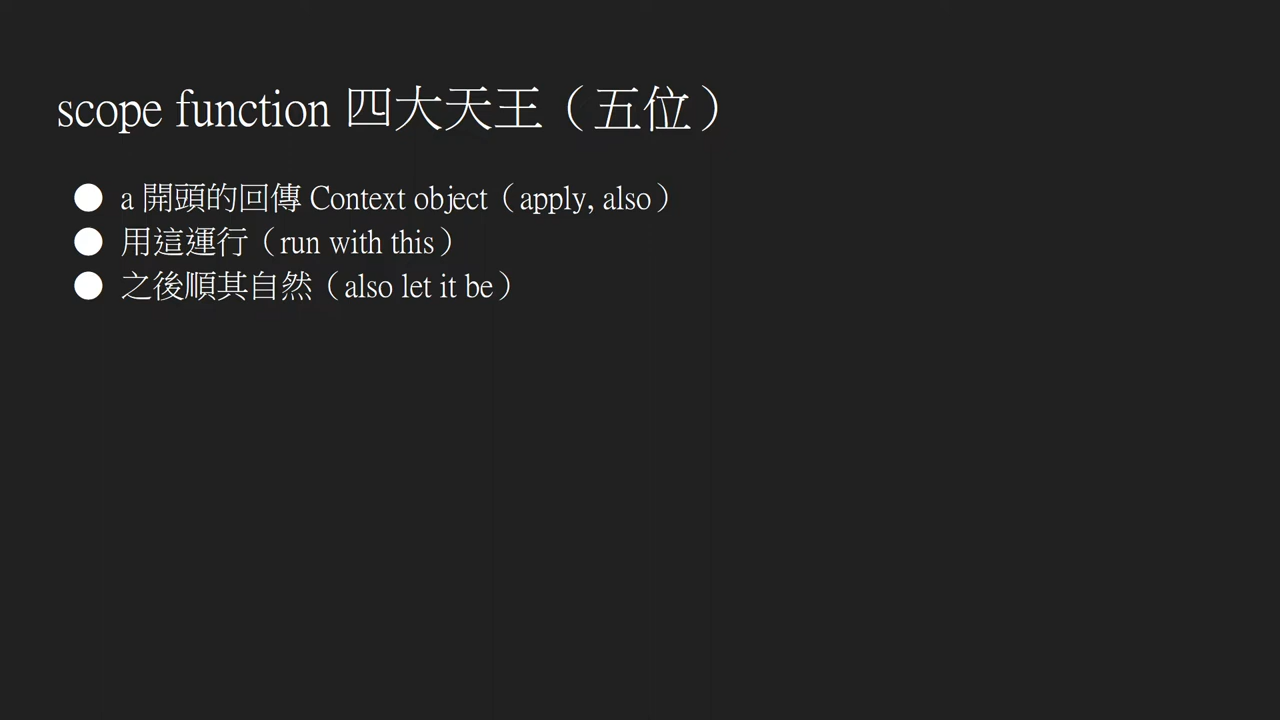 scope function 四大天王（五位）
● a 開頭的回傳 Context object（apply, also）
● 用這運行（run with this）
● 之後順其自然（also let it be）